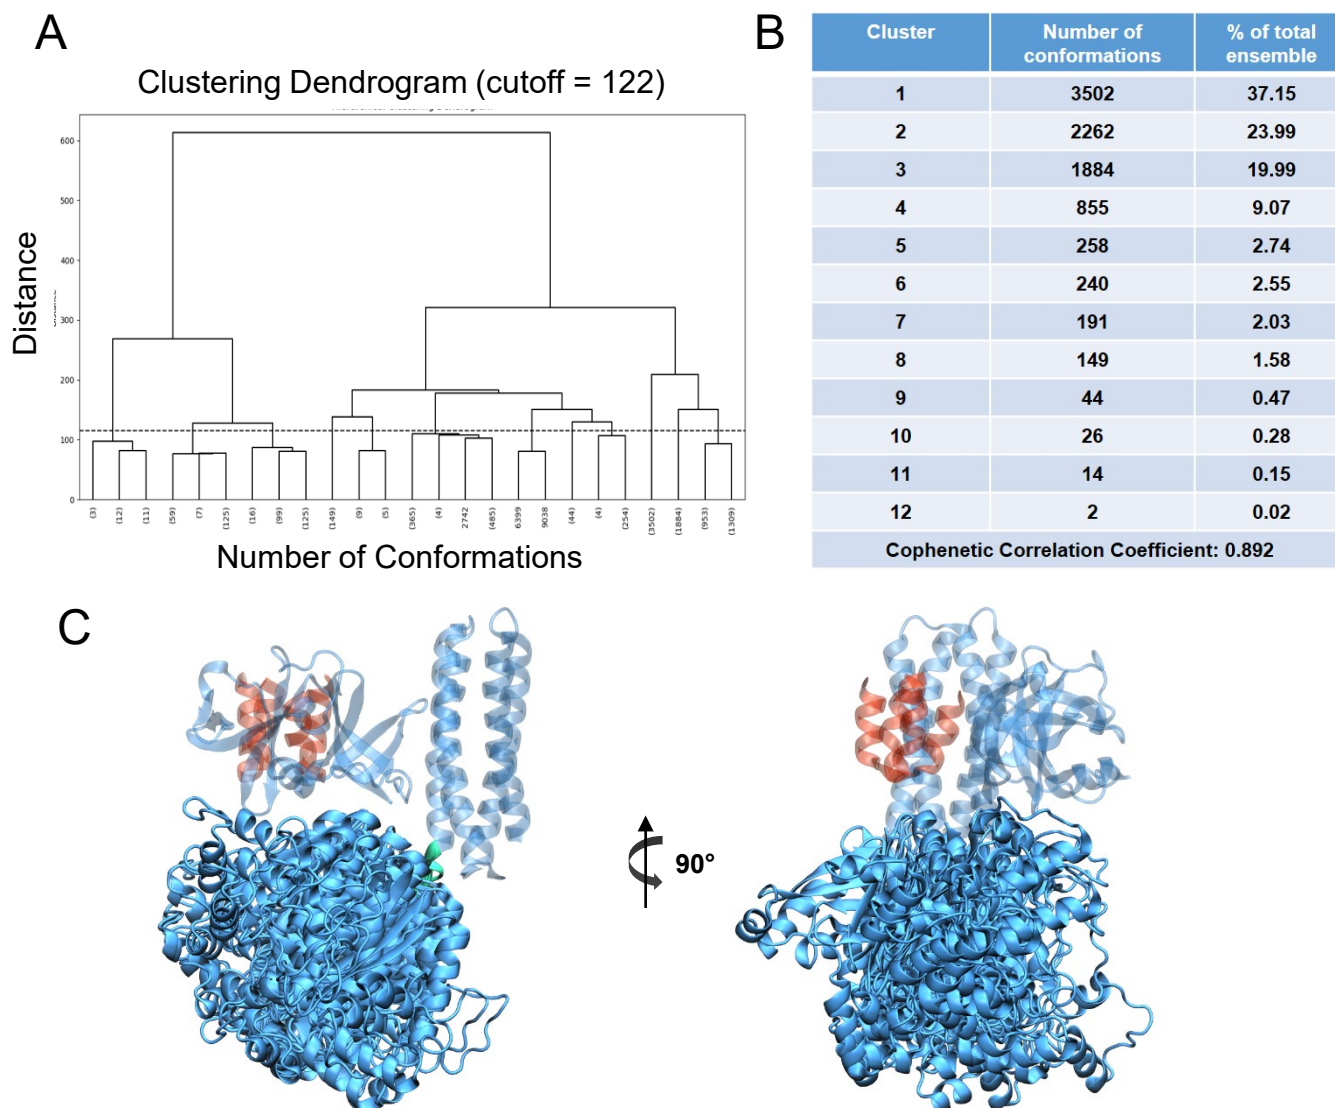 A
Clustering Dendrogram (cutoff = 122)
Distance
600
500
400
300
200
100
0
(3)
(12)
(11)
(59)
(7)
(125)
(16)
(99)
(125)
(149)
(9)
(5)
(365)
(4)
2742
(485)
6399
9038
(44)
(4)
(254)
(3502)
(1884)
(953)
(1309)
Number of Conformations
B
Cluster Number of conformations % of total ensemble
1 3502 37.15
2 2262 23.99
3 1884 19.99
4 855 9.07
5 258 2.74
6 240 2.55
7 191 2.03
8 149 1.58
9 44 0.47
10 26 0.28
11 14 0.15
12 2 0.02
Cophenetic Correlation Coefficient: 0.892
C
90°